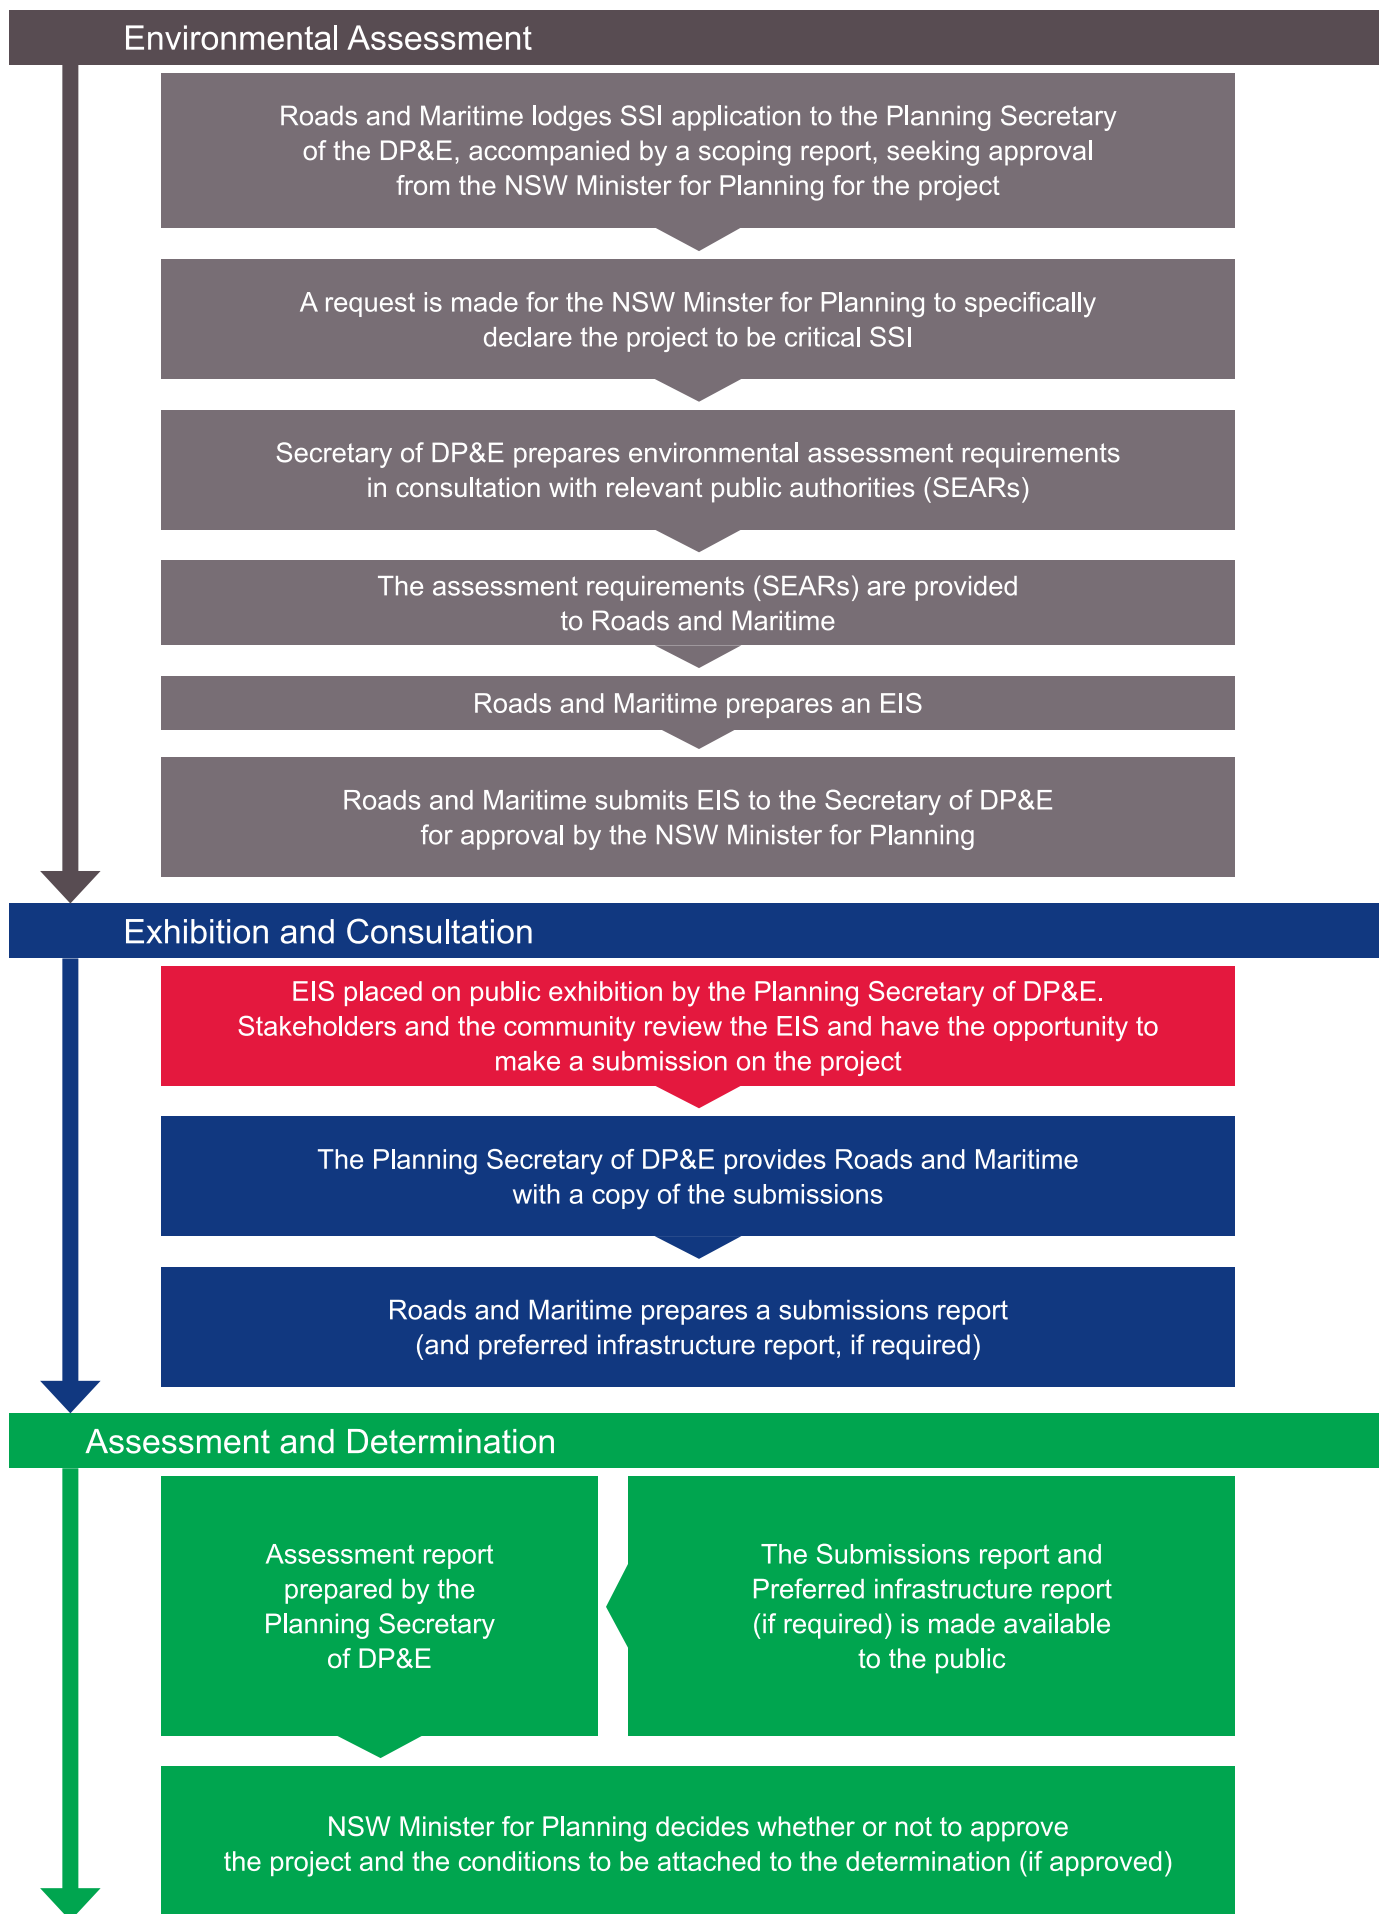 Environmental Assessment
Roads and Maritime lodges SSI application to the Planning Secretary
of the DP&E, accompanied by a scoping report, seeking approval
from the NSW Minister for Planning for the project
A request is made for the NSW Minster for Planning to specifically
declare the project to be critical SSI
Secretary of DP&E prepares environmental assessment requirements
in consultation with relevant public authorities (SEARs)
The assessment requirements (SEARs) are provided
to Roads and Maritime
Roads and Maritime prepares an EIS
Roads and Maritime submits EIS to the Secretary of DP&E
for approval by the NSW Minister for Planning
Exhibition and Consultation
EIS placed on public exhibition by the Planning Secretary of DP&E.
Stakeholders and the community review the EIS and have the opportunity to
make a submission on the project
The Planning Secretary of DP&E provides Roads and Maritime
with a copy of the submissions
Roads and Maritime prepares a submissions report
(and preferred infrastructure report, if required)
Assessment and Determination
Assessment report
prepared by the
Planning Secretary
of DP&E
The Submissions report and
Preferred infrastructure report
(if required) is made available
to the public
NSW Minister for Planning decides whether or not to approve
the project and the conditions to be attached to the determination (if approved)